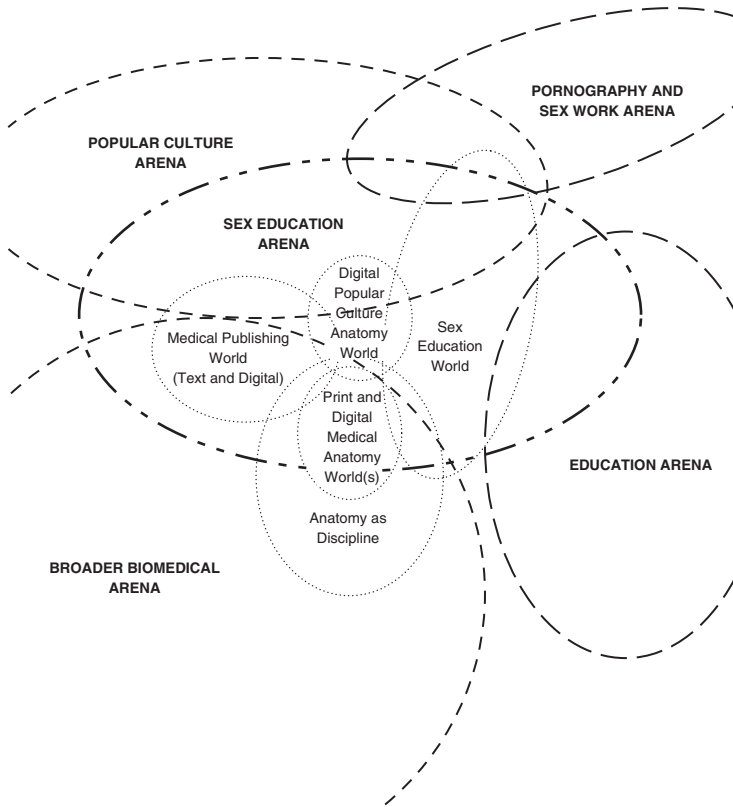 PORNOGRAPHY AND
SEX WORK ARENA
POPULAR CULTURE
ARENA
SEX EDUCATION
ARENA
Digital
Popular
Culture
Anatomy
World
Medical Publishing
World
(Text and Digital)
Sex
Education
World
Print and
Digital
Medical
Anatomy
World(s)
EDUCATION ARENA
Anatomy as
Discipline
BROADER BIOMEDICAL
ARENA